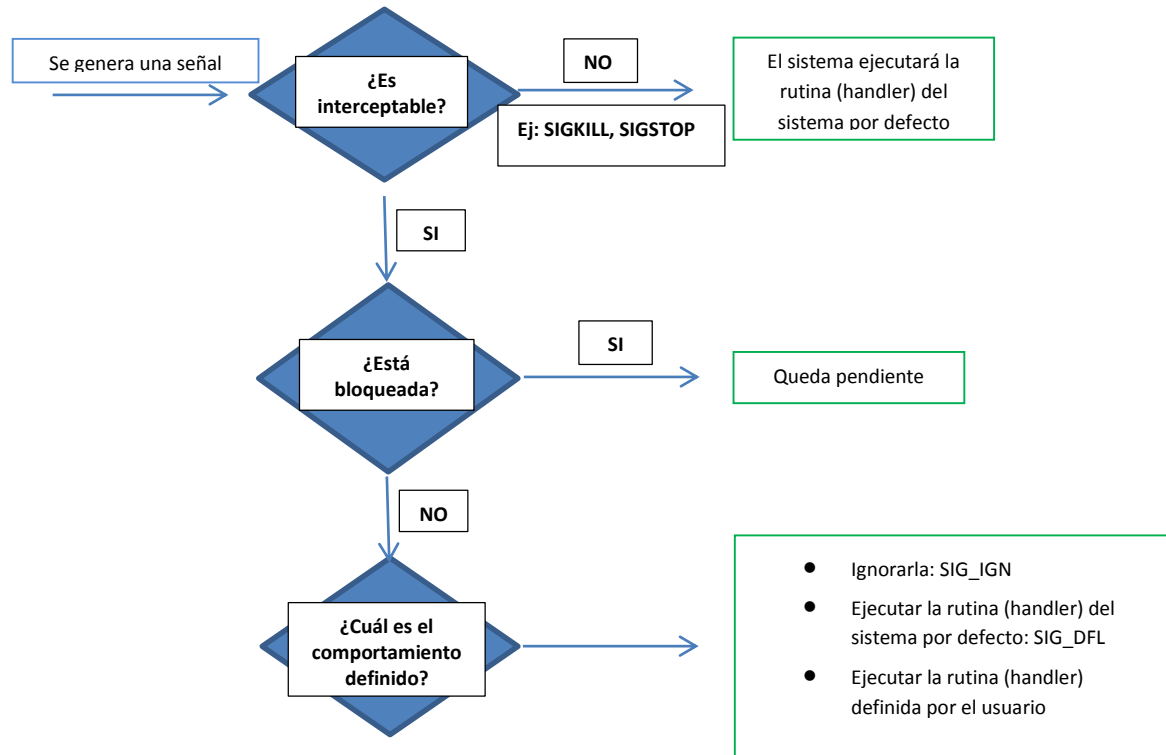 Se genera una señal
¿Es
interceptable?
NO
Ej: SIGKILL, SIGSTOP
El sistema ejecutará la
rutina (handler) del
sistema por defecto
SI
¿Está
bloqueada?
SI
Queda pendiente
NO
¿Cuál es el
comportamiento
definido?
● Ignorarla: SIG_IGN
● Ejecutar la rutina (handler) del
sistema por defecto: SIG_DFL
● Ejecutar la rutina (handler)
definida por el usuario